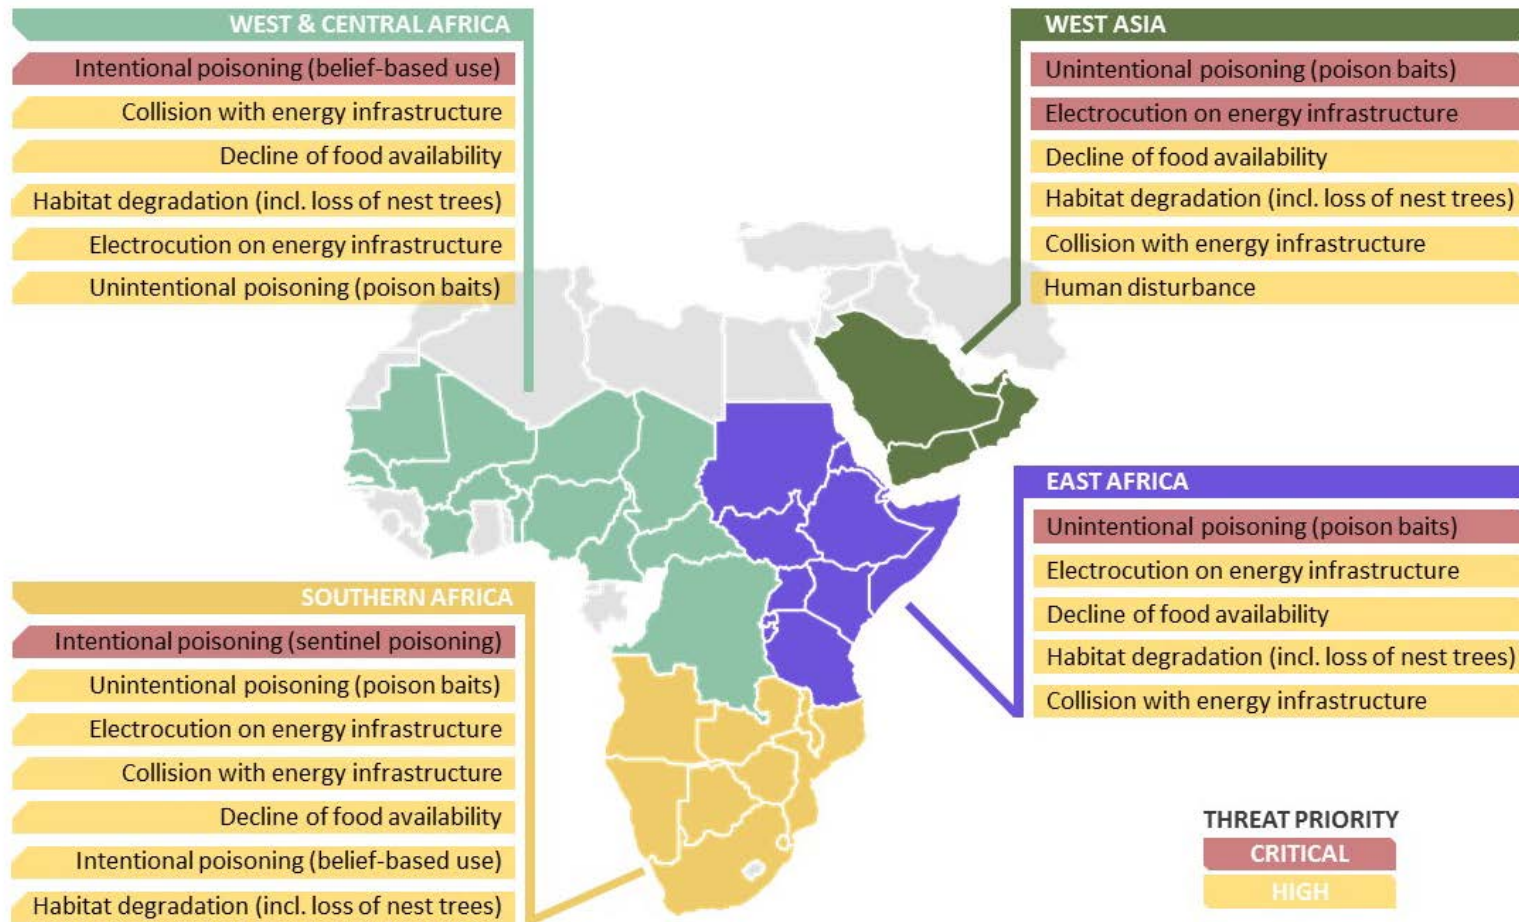 WEST & CENTRAL AFRICA
Intentional poisoning (belief-based use)
Collision with energy infrastructure
Decline of food availability
Habitat degradation (incl. loss of nest trees)
Electrocution on energy infrastructure
Unintentional poisoning (poison baits)
WEST ASIA
Unintentional poisoning (poison baits)
Electrocution on energy infrastructure
Decline of food availability
Habitat degradation (incl. loss of nest trees)
Collision with energy infrastructure
Human disturbance
SOUTHERN AFRICA
Intentional poisoning (sentinel poisoning)
Unintentional poisoning (poison baits)
Electrocution on energy infrastructure
Collision with energy infrastructure
Decline of food availability
Intentional poisoning (belief-based use)
Habitat degradation (incl. loss of nest trees)
EAST AFRICA
Unintentional poisoning (poison baits)
Electrocution on energy infrastructure
Decline of food availability
Habitat degradation (incl. loss of nest trees)
Collision with energy infrastructure
THREAT PRIORITY
CRITICAL
HIGH